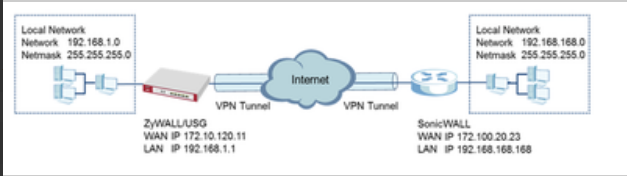 Local Network
Network 192.168.1.0
Netmask 255.255.255.0
Local Network
Network 192.168.168.0
Netmask 255.255.255.0
Internet
VPN Tunnel
VPN Tunnel
ZyWALL/USG
WAN IP 172.10.120.11
LAN IP 192.168.1.1
SonicWALL
WAN IP 172.100.20.23
LAN IP 192.168.168.168